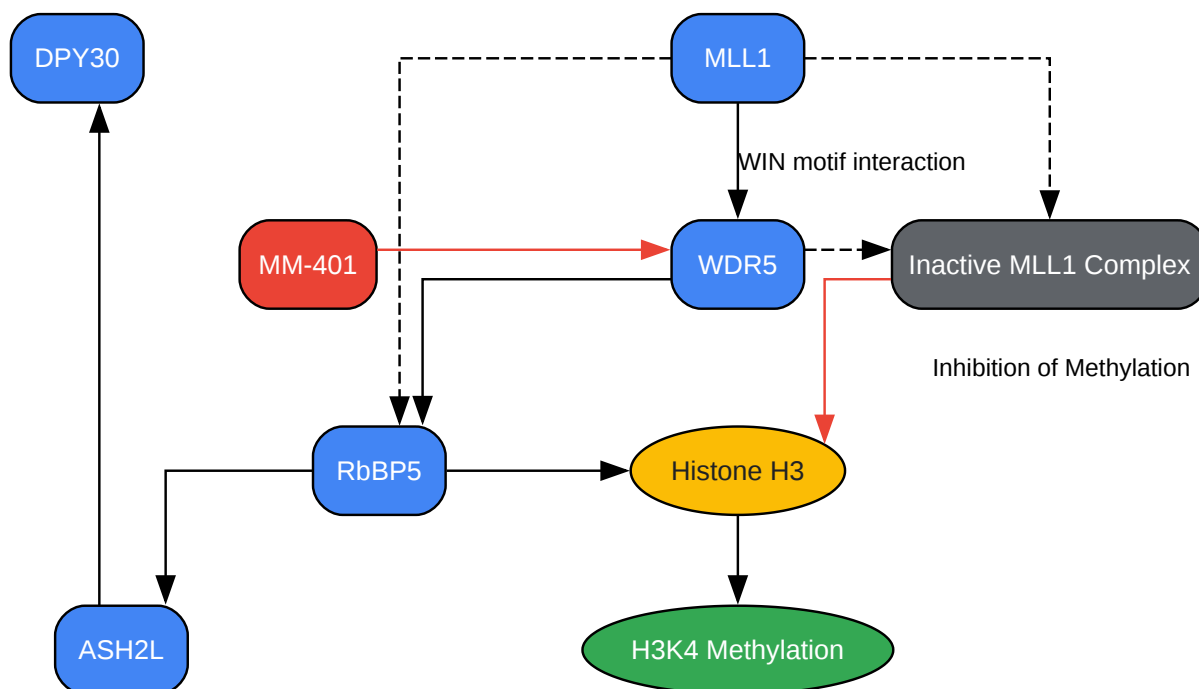 DPY30
MLL1
WIN motif interaction
MM-401
WDR5
Inactive MLL1 Complex
Inhibition of Methylation
RbBP5
Histone H3
ASH2L
H3K4 Methylation